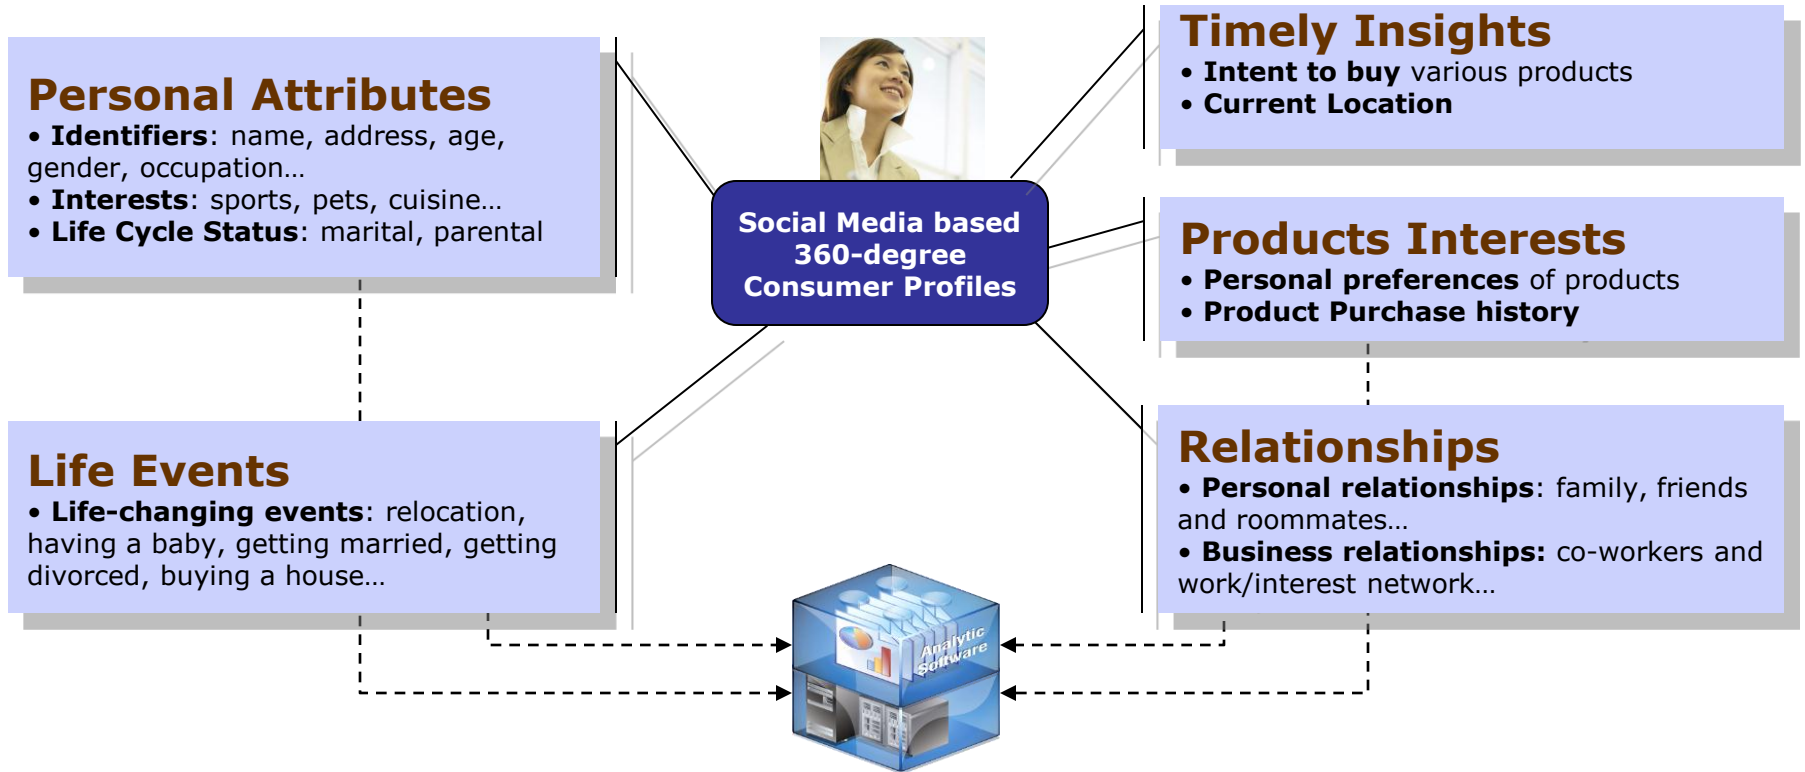 Personal Attributes
• Identifiers: name, address, age,
gender, occupation…
• Interests: sports, pets, cuisine…
• Life Cycle Status: marital, parental
Life Events
• Life-changing events: relocation,
having a baby, getting married, getting
divorced, buying a house…
Social Media based
360-degree
Consumer Profiles
Timely Insights
• Intent to buy various products
• Current Location
Products Interests
• Personal preferences of products
• Product Purchase history
Relationships
• Personal relationships: family, friends
and roommates…
• Business relationships: co-workers and
work/interest network…
Analytic
Software